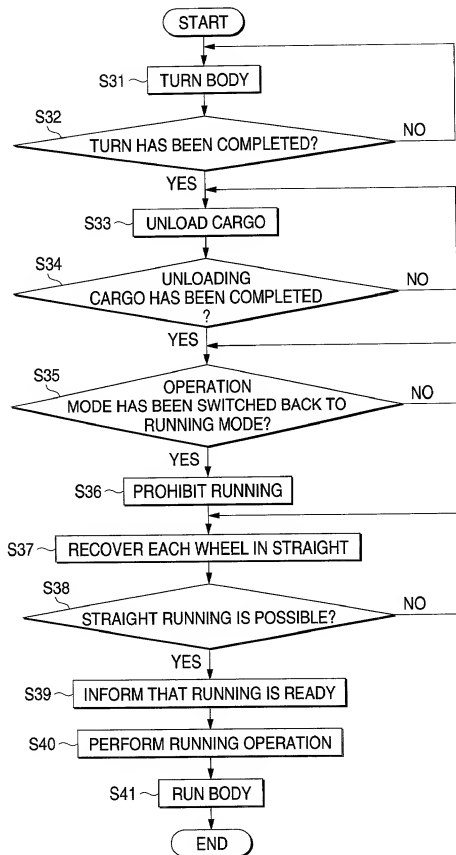 START
S31
TURN BODY
S32
TURN HAS BEEN COMPLETED?
NO
YES
S33
UNLOAD CARGO
S34
UNLOADING
CARGO HAS BEEN COMPLETED
?
NO
YES
S35
OPERATION
MODE HAS BEEN SWITCHED BACK TO
RUNNING MODE?
NO
YES
S36
PROHIBIT RUNNING
S37
RECOVER EACH WHEEL IN STRAIGHT
S38
STRAIGHT RUNNING IS POSSIBLE?
NO
YES
S39
INFORM THAT RUNNING IS READY
S40
PERFORM RUNNING OPERATION
S41
RUN BODY
END